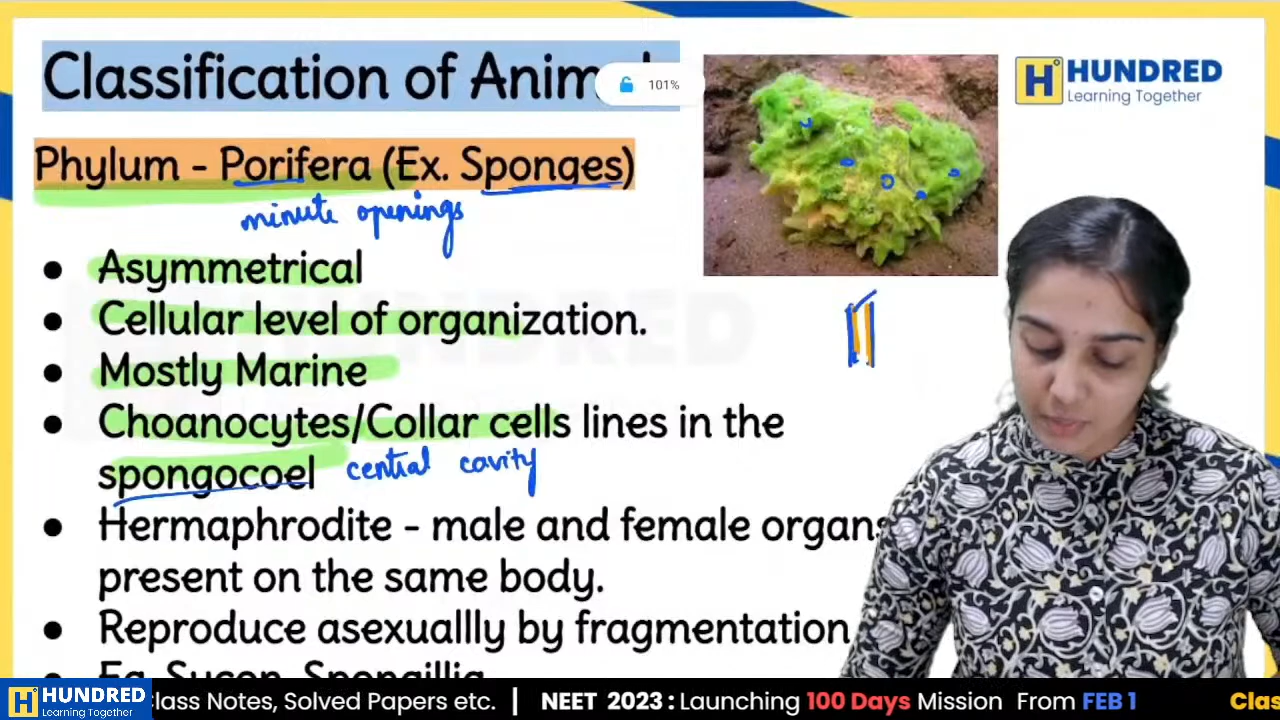 Classification of Anim
101%
HUNDRED
Learning Together
Phylum - Porifera (Ex. Sponges)
minute openings
● Asymmetrical
● Cellular level of organization.
● Mostly Marine
● Choanocytes/Collar cells lines in the
spongocoel central cavity
● Hermaphrodite - male and female organs
present on the same body.
● Reproduce asexuallly by fragmentation
● Eg. Sycon, Spongillia
HUNDRED
Learning Together
lass Notes, Solved Papers etc. | NEET 2023 : Launching 100 Days Mission From FEB 1 Clas